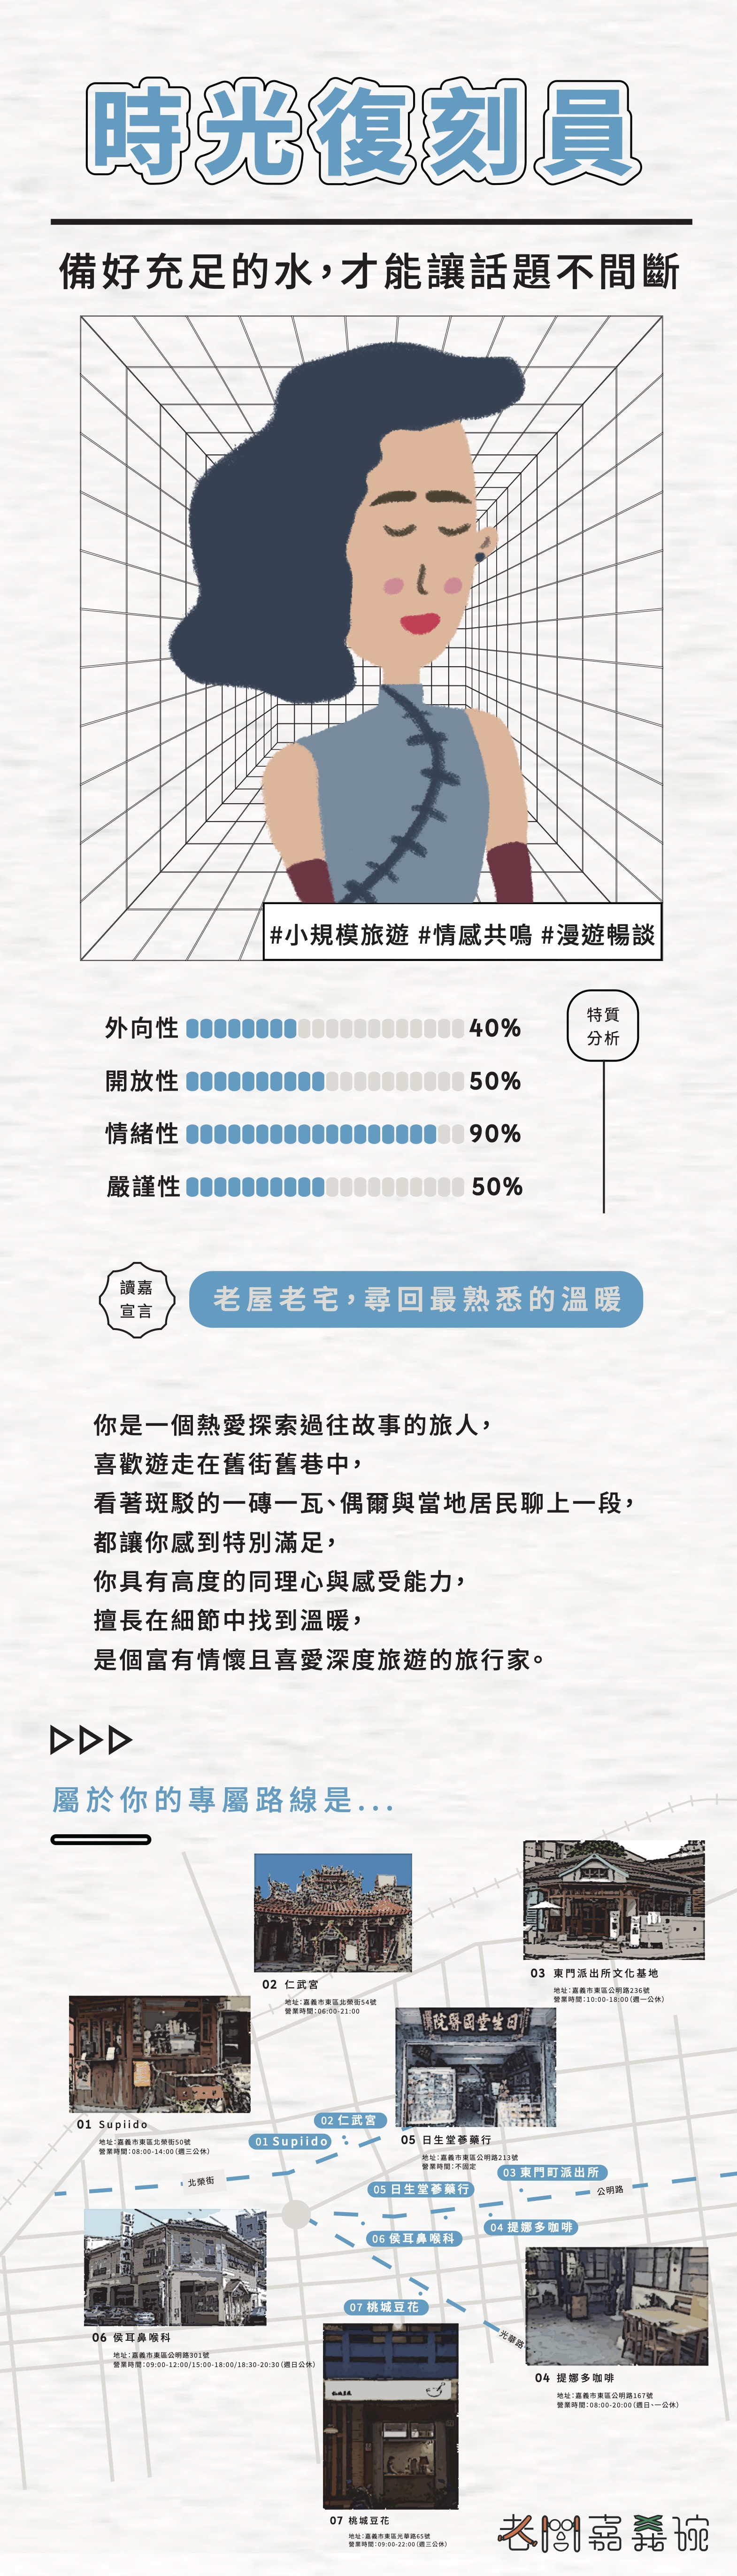 時光復刻員
備好充足的水，才能讓話題不間斷
#小規模旅遊 #情感共鳴 #漫遊暢談
特質
分析
外向性 40%
開放性 50%
情緒性 90%
嚴謹性 50%
讀嘉
宣言
老屋老宅，尋回最熟悉的溫暖
你是一個熱愛探索過往故事的旅人，
喜歡遊走在舊街舊巷中，
看著斑駁的一磚一瓦、偶爾與當地居民聊上一段，
都讓你感到特別滿足，
你具有高度的同理心與感受能力，
擅長在細節中找到溫暖，
是個富有情懷且喜愛深度旅遊的旅行家。
屬於你的專屬路線是...
02 仁武宮
地址：嘉義市東區北榮街54號
營業時間：06:00-21:00
03 東門派出所文化基地
地址：嘉義市東區公明路236號
營業時間：10:00-18:00（週一公休）
01 Supiido
地址：嘉義市東區北榮街50號
營業時間：08:00-14:00（週三公休）
日生堂國醫院
05 日生堂蔘藥行
地址：嘉義市東區公明路213號
營業時間：不固定
02 仁武宮
01 Supiido
03 東門町派出所
北榮街
05 日生堂蔘藥行
公明路
04 提娜多咖啡
06 侯耳鼻喉科
07 桃城豆花
光華路
06 侯耳鼻喉科
地址：嘉義市東區公明路301號
營業時間：09:00-12:00/15:00-18:00/18:30-20:30（週日公休）
04 提娜多咖啡
地址：嘉義市東區公明路167號
營業時間：08:00-20:00（週日、一公休）
07 桃城豆花
地址：嘉義市東區光華路65號
營業時間：09:00-22:00（週三公休）
老閣嘉義碗